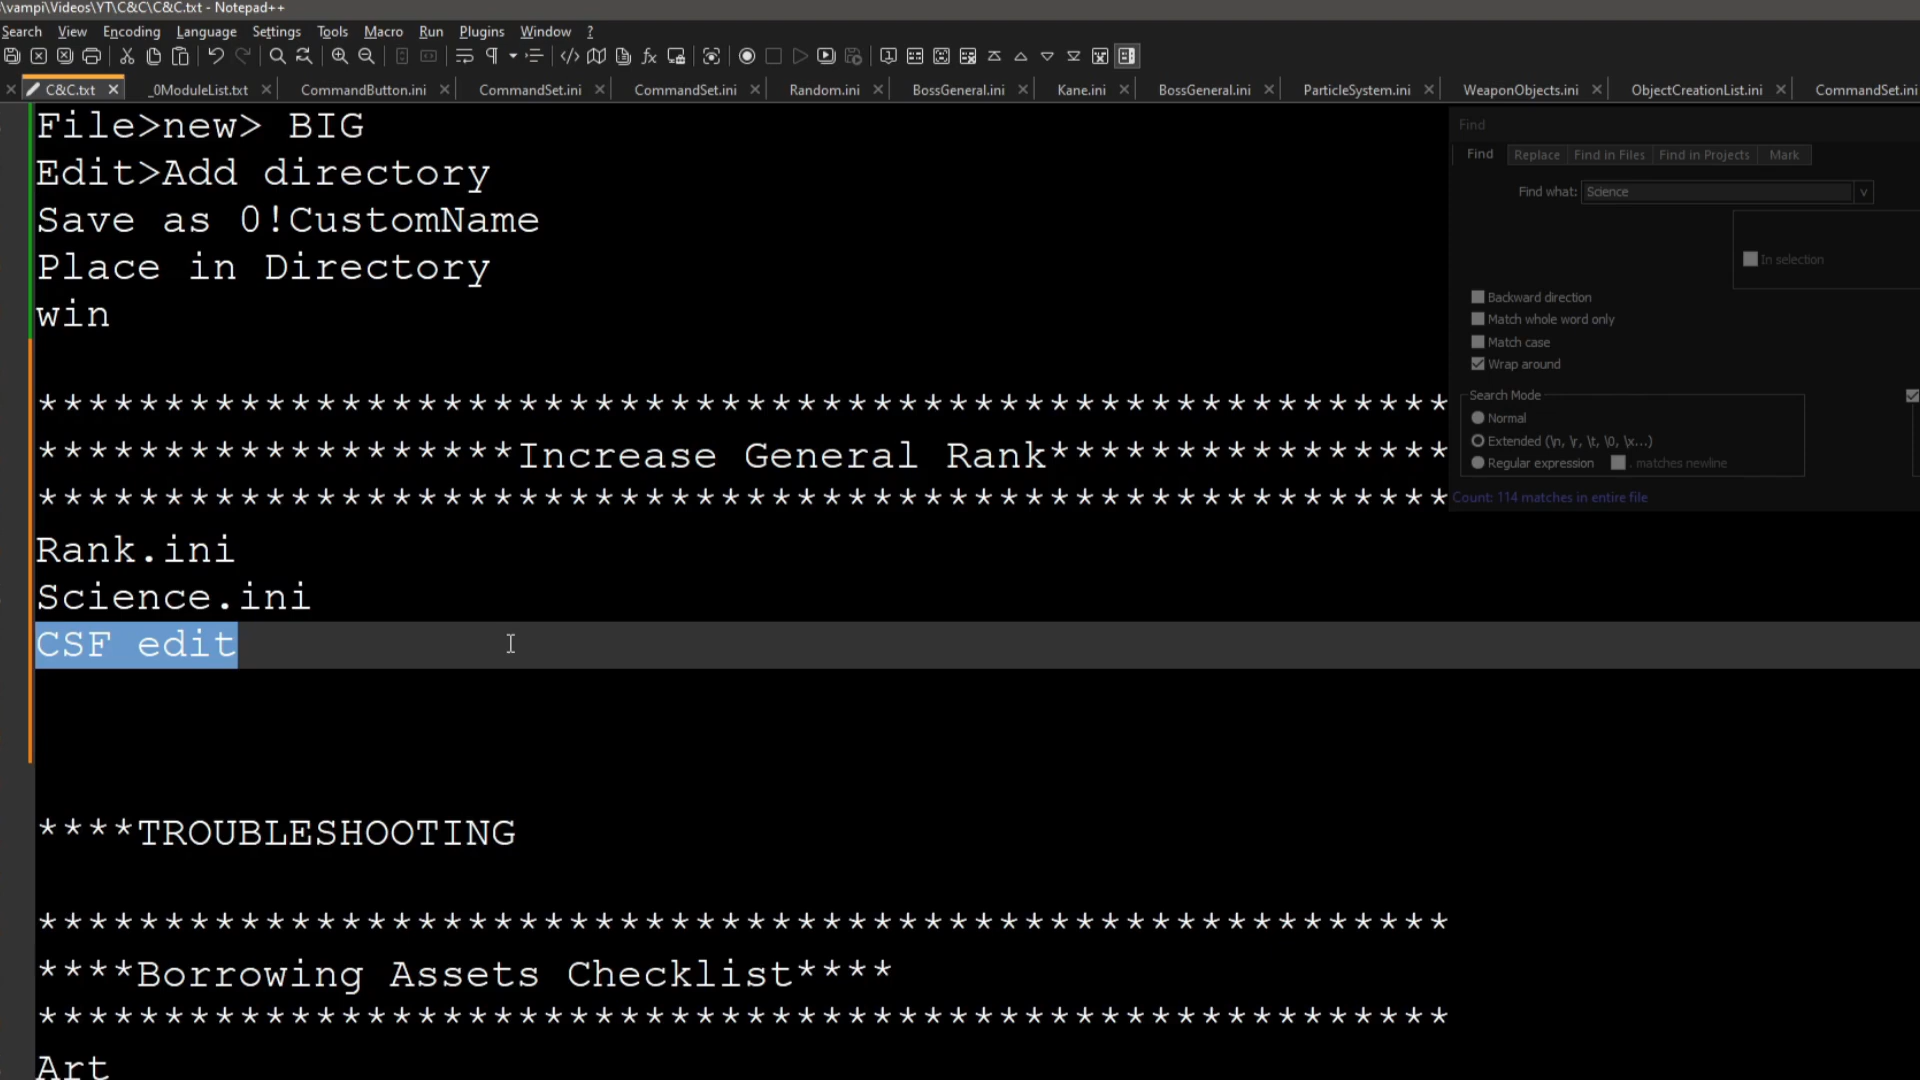 \vampi\Videos\YT\C&C\C&C.txt - Notepad++
Search View Encoding Language Settings Tools Macro Run Plugins Window ?
C&C.txt _0ModuleList.txt CommandButton.ini CommandSet.ini CommandSet.ini Random.ini BossGeneral.ini Kane.ini BossGeneral.ini ParticleSystem.ini WeaponObjects.ini ObjectCreationList.ini CommandSet.ini
File>new> BIG
Edit>Add directory
Save as 0!CustomName
Place in Directory
win
********************************************************
*******************Increase General Rank****************
********************************************************
Rank.ini
Science.ini
CSF edit
****TROUBLESHOOTING
********************************************************
****Borrowing Assets Checklist****
********************************************************
Art
Find
Find Replace Find in Files Find in Projects Mark
Find what: Science
In selection
Backward direction
Match whole word only
Match case
Wrap around
Search Mode
Normal
Extended (\n, \r, \t, \0, \x...)
Regular expression . matches newline
Count: 114 matches in entire file